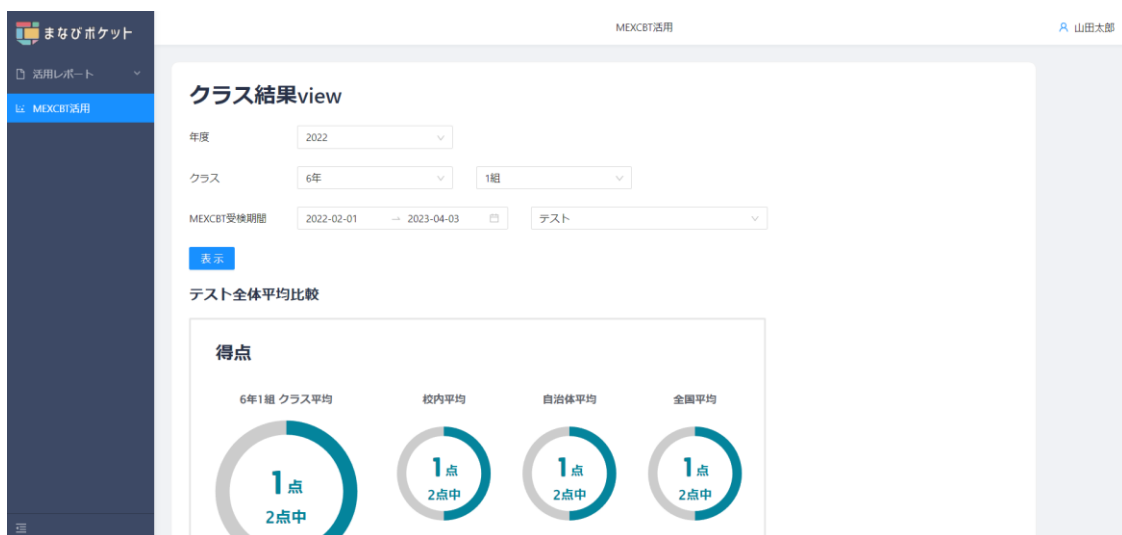 まなびポケット
MEXCBT活用
山田太郎
活用レポート
MEXCBT活用
クラス結果view
年度
2022
クラス
6年
1組
MEXCBT受検期間
2022-02-01 → 2023-04-03
テスト
表示
テスト全体平均比較
得点
6年1組 クラス平均
校内平均
自治体平均
全国平均
1点
2点中
1点
2点中
1点
2点中
1点
2点中